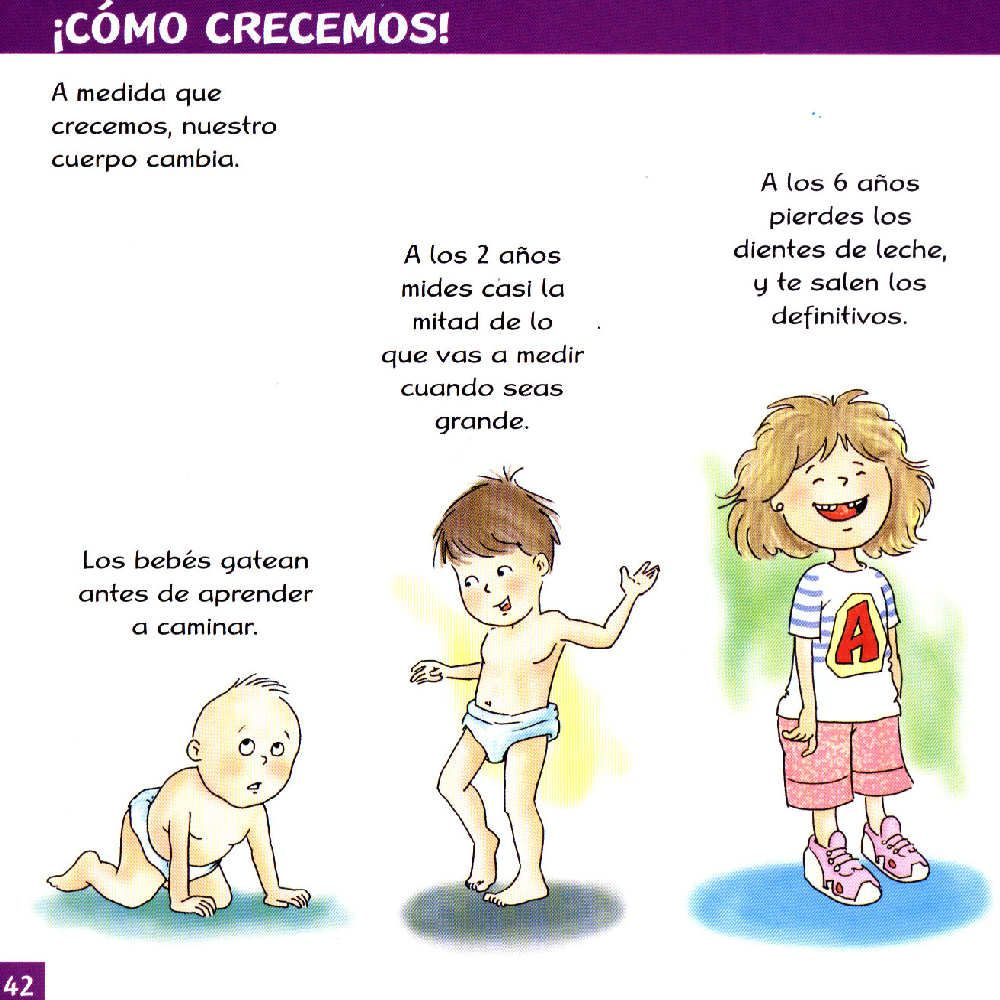 ¡CÓMO CRECEMOS!
A medida que
crecemos, nuestro
cuerpo cambia.
Los bebés gatean
antes de aprender
a caminar.
A los 2 años
mides casi la
mitad de lo
que vas a medir
cuando seas
grande.
A los 6 años
pierdes los
dientes de leche,
y te salen los
definitivos.
A
42